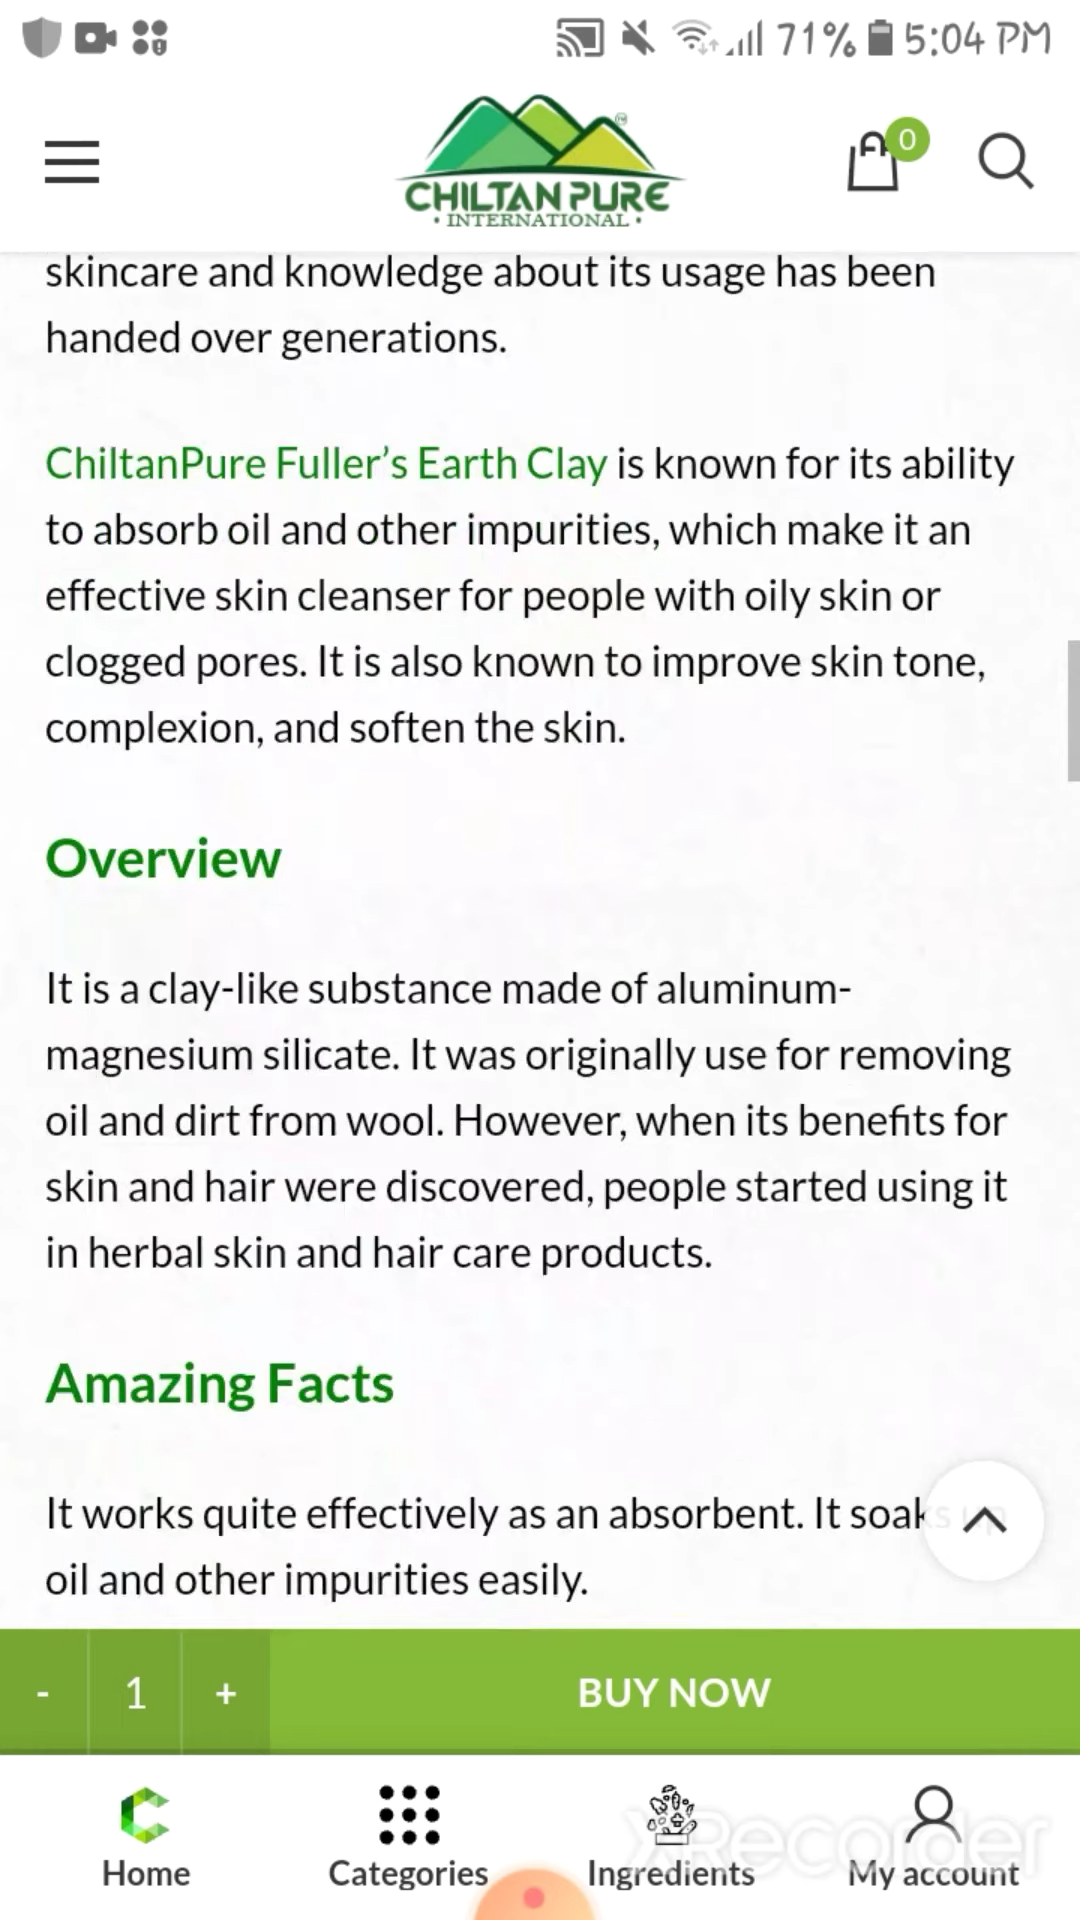 71% 5:04 PM
CHILTAN PURE
• INTERNATIONAL •
0
skincare and knowledge about its usage has been
handed over generations.
ChiltanPure Fuller’s Earth Clay is known for its ability
to absorb oil and other impurities, which make it an
effective skin cleanser for people with oily skin or
clogged pores. It is also known to improve skin tone,
complexion, and soften the skin.
Overview
It is a clay-like substance made of aluminum-
magnesium silicate. It was originally use for removing
oil and dirt from wool. However, when its benefits for
skin and hair were discovered, people started using it
in herbal skin and hair care products.
Amazing Facts
It works quite effectively as an absorbent. It soaks up
oil and other impurities easily.
- 1 + BUY NOW
XRecorder
Home Categories Ingredients My account